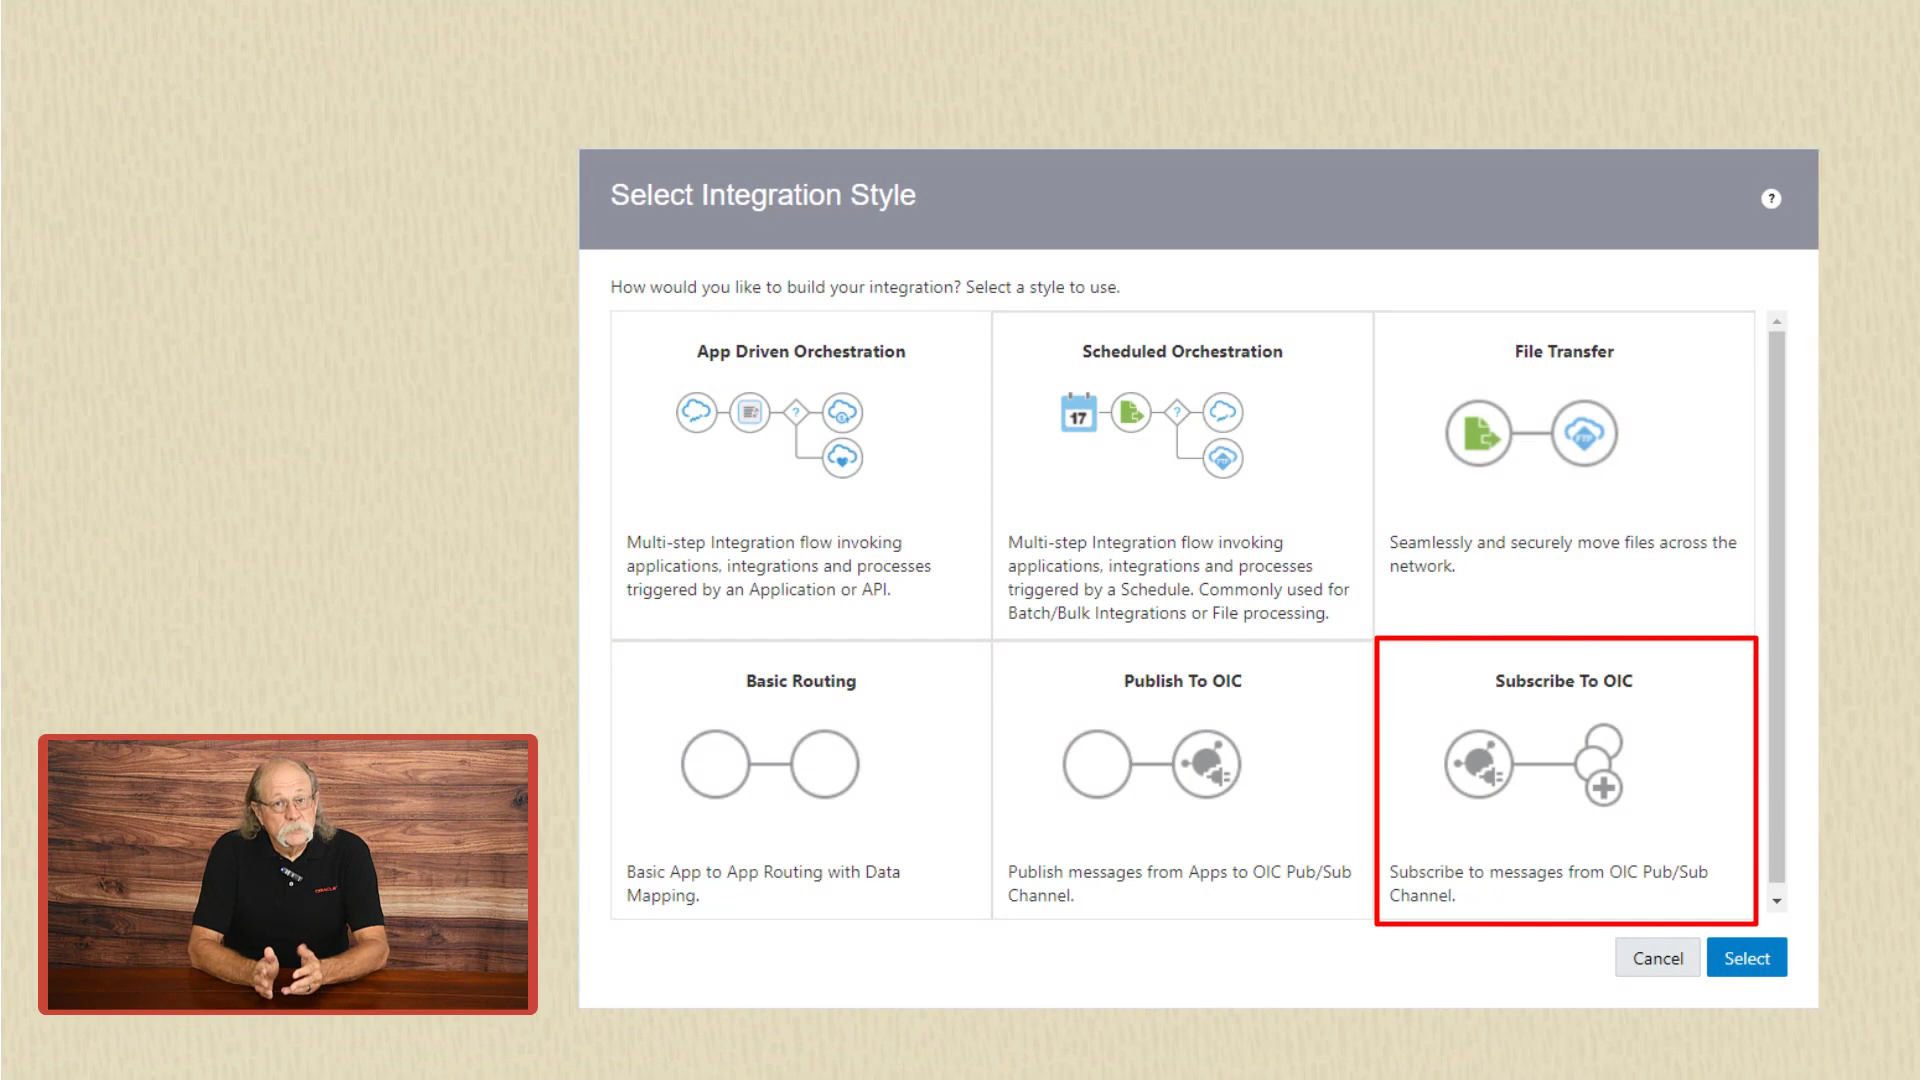 Select Integration Style
?
How would you like to build your integration? Select a style to use.
App Driven Orchestration
?
Multi-step Integration flow invoking
applications, integrations and processes
triggered by an Application or API.
Scheduled Orchestration
17
?
FTP
Multi-step Integration flow invoking
applications, integrations and processes
triggered by a Schedule. Commonly used for
Batch/Bulk Integrations or File processing.
File Transfer
FTP
Seamlessly and securely move files across the
network.
Basic Routing
Basic App to App Routing with Data
Mapping.
Publish To OIC
Publish messages from Apps to OIC Pub/Sub
Channel.
Subscribe To OIC
Subscribe to messages from OIC Pub/Sub
Channel.
Cancel
Select
ORACLE